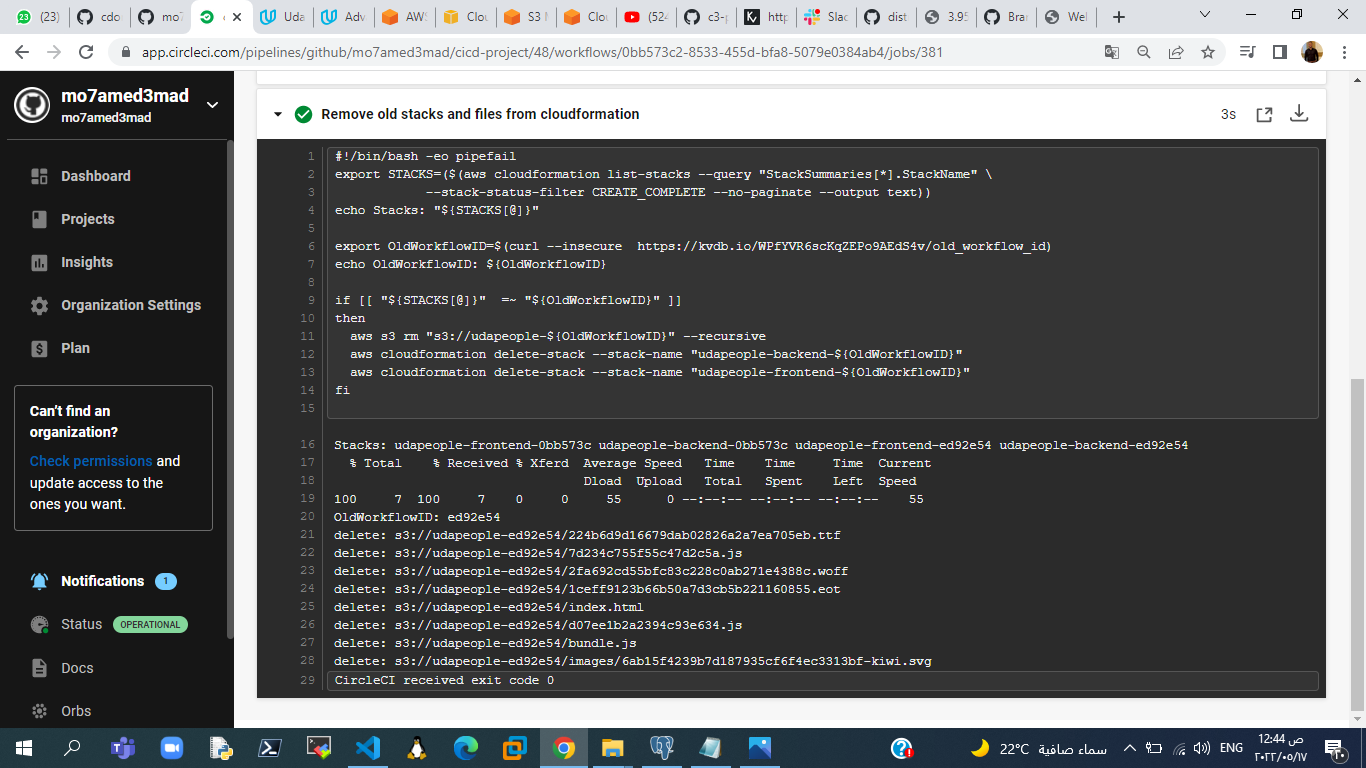 (23)
cdo
mo7
c
Uda
Adv
AWS
Clou
S3 M
Clou
(524
c3-p
http
Slac
dist
3.95
Bran
Wel
app.circleci.com/pipelines/github/mo7amed3mad/cicd-project/48/workflows/0bb573c2-8533-455d-bfa8-5079e0384ab4/jobs/381
mo7amed3mad
mo7amed3mad
Dashboard
Projects
Insights
Organization Settings
Plan
Can't find an
organization?
Check permissions and
update access to the
ones you want.
Notifications 1
Status OPERATIONAL
Docs
Orbs
Remove old stacks and files from cloudformation 3s
1 #!/bin/bash -eo pipefail
2 export STACKS=($(aws cloudformation list-stacks --query "StackSummaries[*].StackName" \
3 --stack-status-filter CREATE_COMPLETE --no-paginate --output text))
4 echo Stacks: "${STACKS[@]}"
5
6 export OldWorkflowID=$(curl --insecure  https://kvdb.io/WPfYVR6scKqZEPo9AEdS4v/old_workflow_id)
7 echo OldWorkflowID: ${OldWorkflowID}
8
9 if [[ "${STACKS[@]}"  =~ "${OldWorkflowID}" ]]
10 then
11 aws s3 rm "s3://udapeople-${OldWorkflowID}" --recursive
12 aws cloudformation delete-stack --stack-name "udapeople-backend-${OldWorkflowID}"
13 aws cloudformation delete-stack --stack-name "udapeople-frontend-${OldWorkflowID}"
14 fi
15
16 Stacks: udapeople-frontend-0bb573c udapeople-backend-0bb573c udapeople-frontend-ed92e54 udapeople-backend-ed92e54
17 % Total % Received % Xferd Average Speed Time Time Time Current
18 Dload Upload Total Spent Left Speed
19 100 7 100 7 0 0 55 0 --:--:-- --:--:-- --:--:-- 55
20 OldWorkflowID: ed92e54
21 delete: s3://udapeople-ed92e54/224b6d9d16679dab02826a2a7ea705eb.ttf
22 delete: s3://udapeople-ed92e54/7d234c755f55c47d2c5a.js
23 delete: s3://udapeople-ed92e54/2fa692cd55bfc83c228c0ab271e4388c.woff
24 delete: s3://udapeople-ed92e54/1ceff9123b66b50a7d3cb5b221160855.eot
25 delete: s3://udapeople-ed92e54/index.html
26 delete: s3://udapeople-ed92e54/d07ee1b2a2394c93e634.js
27 delete: s3://udapeople-ed92e54/bundle.js
28 delete: s3://udapeople-ed92e54/images/6ab15f4239b7d187935cf6f4ec3313bf-kiwi.svg
29 CircleCI received exit code 0
22°C سماء صافية
ENG
12:44 ص
٢٠٢٢/٠٥/١٧